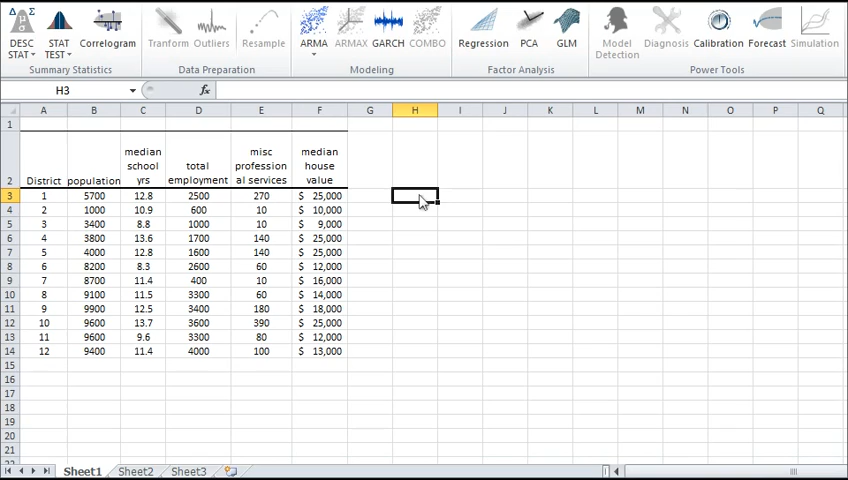 Δ Σ
μ
σ
DESC STAT
STAT TEST
Correlogram
Tranform
Outliers
Resample
ARMA
ARMAX
GARCH
COMBO
Regression
PCA
GLM
Model Detection
Diagnosis
Calibration
Forecast
Simulation
Summary Statistics
Data Preparation
Modeling
Factor Analysis
Power Tools
H3 fx
A B C D E F G H I J K L M N O P Q
1
median misc median
school total profession house
2 District population yrs employment al services value
3 1 5700 12.8 2500 270 $ 25,000
4 2 1000 10.9 600 10 $ 10,000
5 3 3400 8.8 1000 10 $ 9,000
6 4 3800 13.6 1700 140 $ 25,000
7 5 4000 12.8 1600 140 $ 25,000
8 6 8200 8.3 2600 60 $ 12,000
9 7 8700 11.4 400 10 $ 16,000
10 8 9100 11.5 3300 60 $ 14,000
11 9 9900 12.5 3400 180 $ 18,000
12 10 9600 13.7 3600 390 $ 25,000
13 11 9600 9.6 3300 80 $ 12,000
14 12 9400 11.4 4000 100 $ 13,000
15
16
17
18
19
20
21
Sheet1 Sheet2 Sheet3